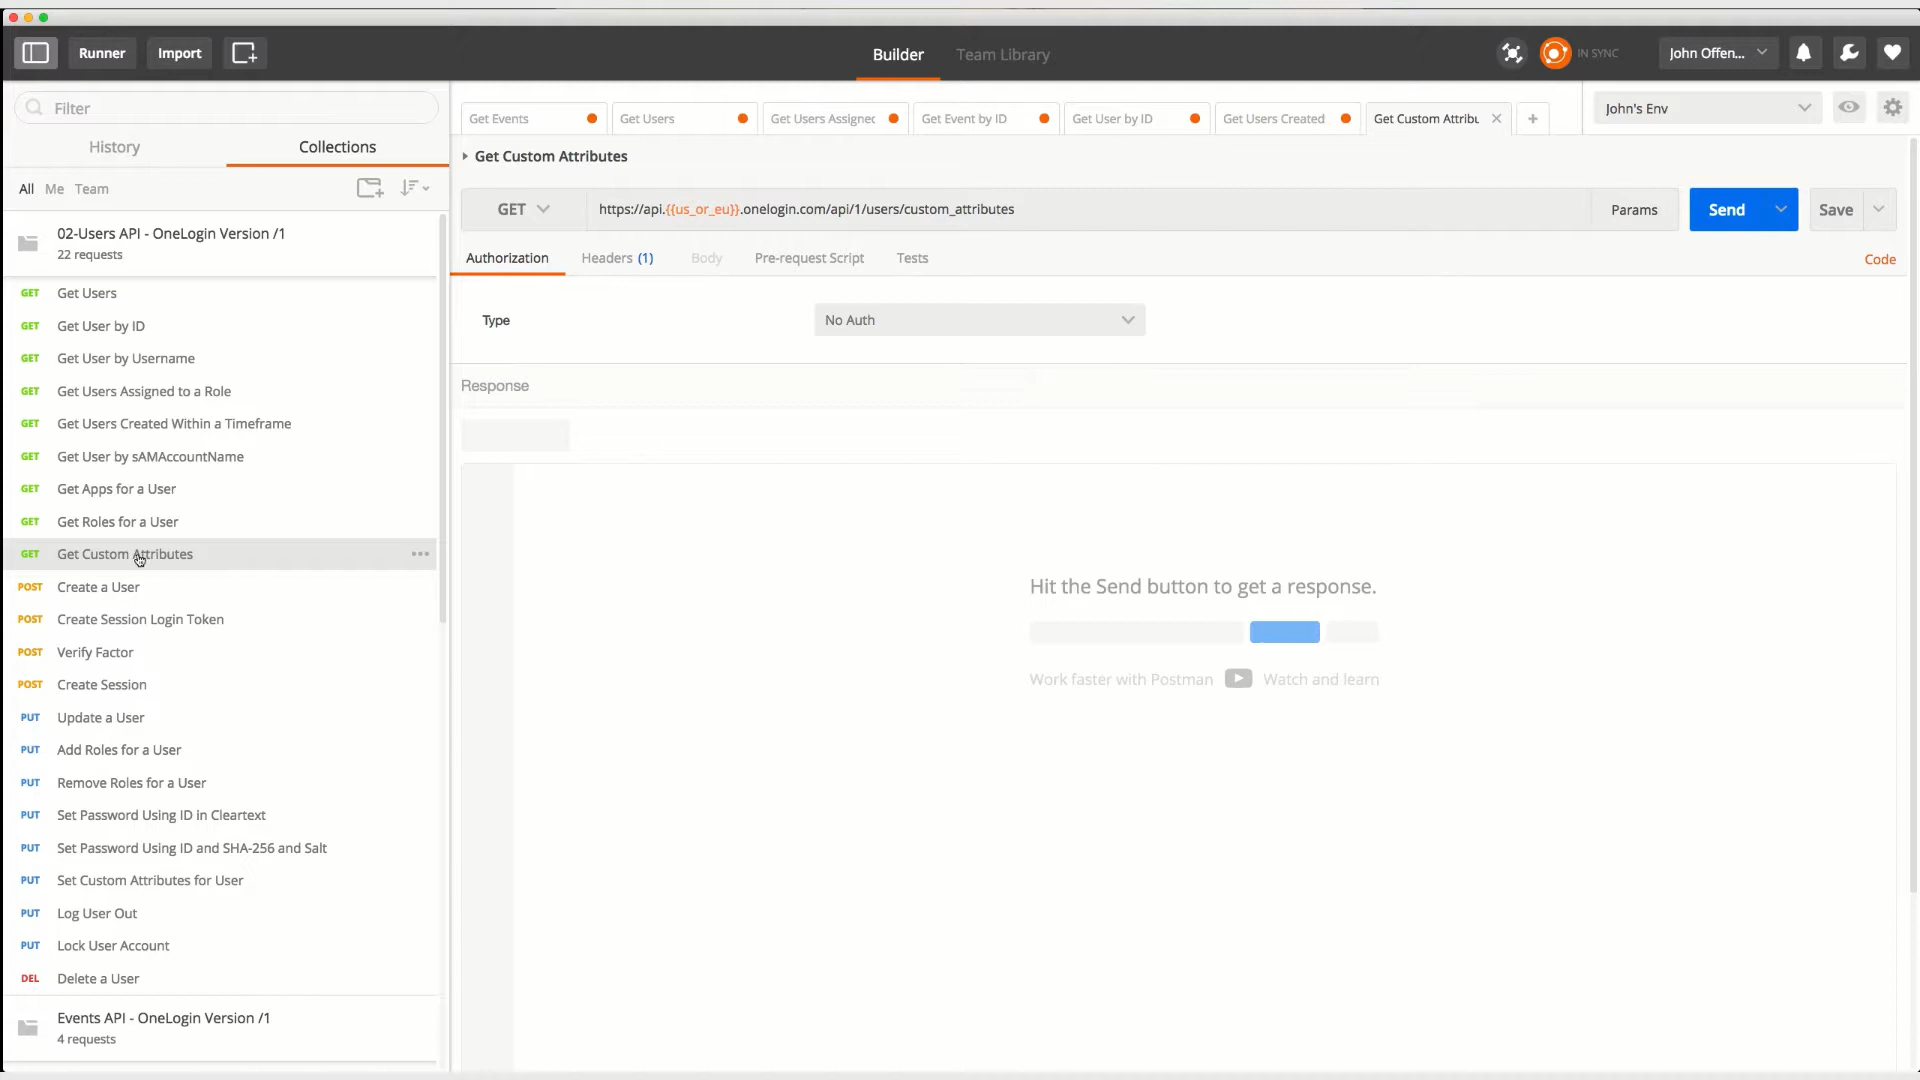 Runner
Import
Builder
Team Library
IN SYNC
John Offen...
Filter
History
Collections
All Me Team
02-Users API - OneLogin Version /1
22 requests
GET Get Users
GET Get User by ID
GET Get User by Username
GET Get Users Assigned to a Role
GET Get Users Created Within a Timeframe
GET Get User by sAMAccountName
GET Get Apps for a User
GET Get Roles for a User
GET Get Custom Attributes
POST Create a User
POST Create Session Login Token
POST Verify Factor
POST Create Session
PUT Update a User
PUT Add Roles for a User
PUT Remove Roles for a User
PUT Set Password Using ID in Cleartext
PUT Set Password Using ID and SHA-256 and Salt
PUT Set Custom Attributes for User
PUT Log User Out
PUT Lock User Account
DEL Delete a User
Events API - OneLogin Version /1
4 requests
Get Events
Get Users
Get Users Assigned
Get Event by ID
Get User by ID
Get Users Created
Get Custom Attribu
John's Env
Get Custom Attributes
GET
https://api.{{us_or_eu}}.onelogin.com/api/1/users/custom_attributes
Params
Send
Save
Authorization
Headers (1)
Body
Pre-request Script
Tests
Code
Type
No Auth
Response
Hit the Send button to get a response.
Work faster with Postman
Watch and learn